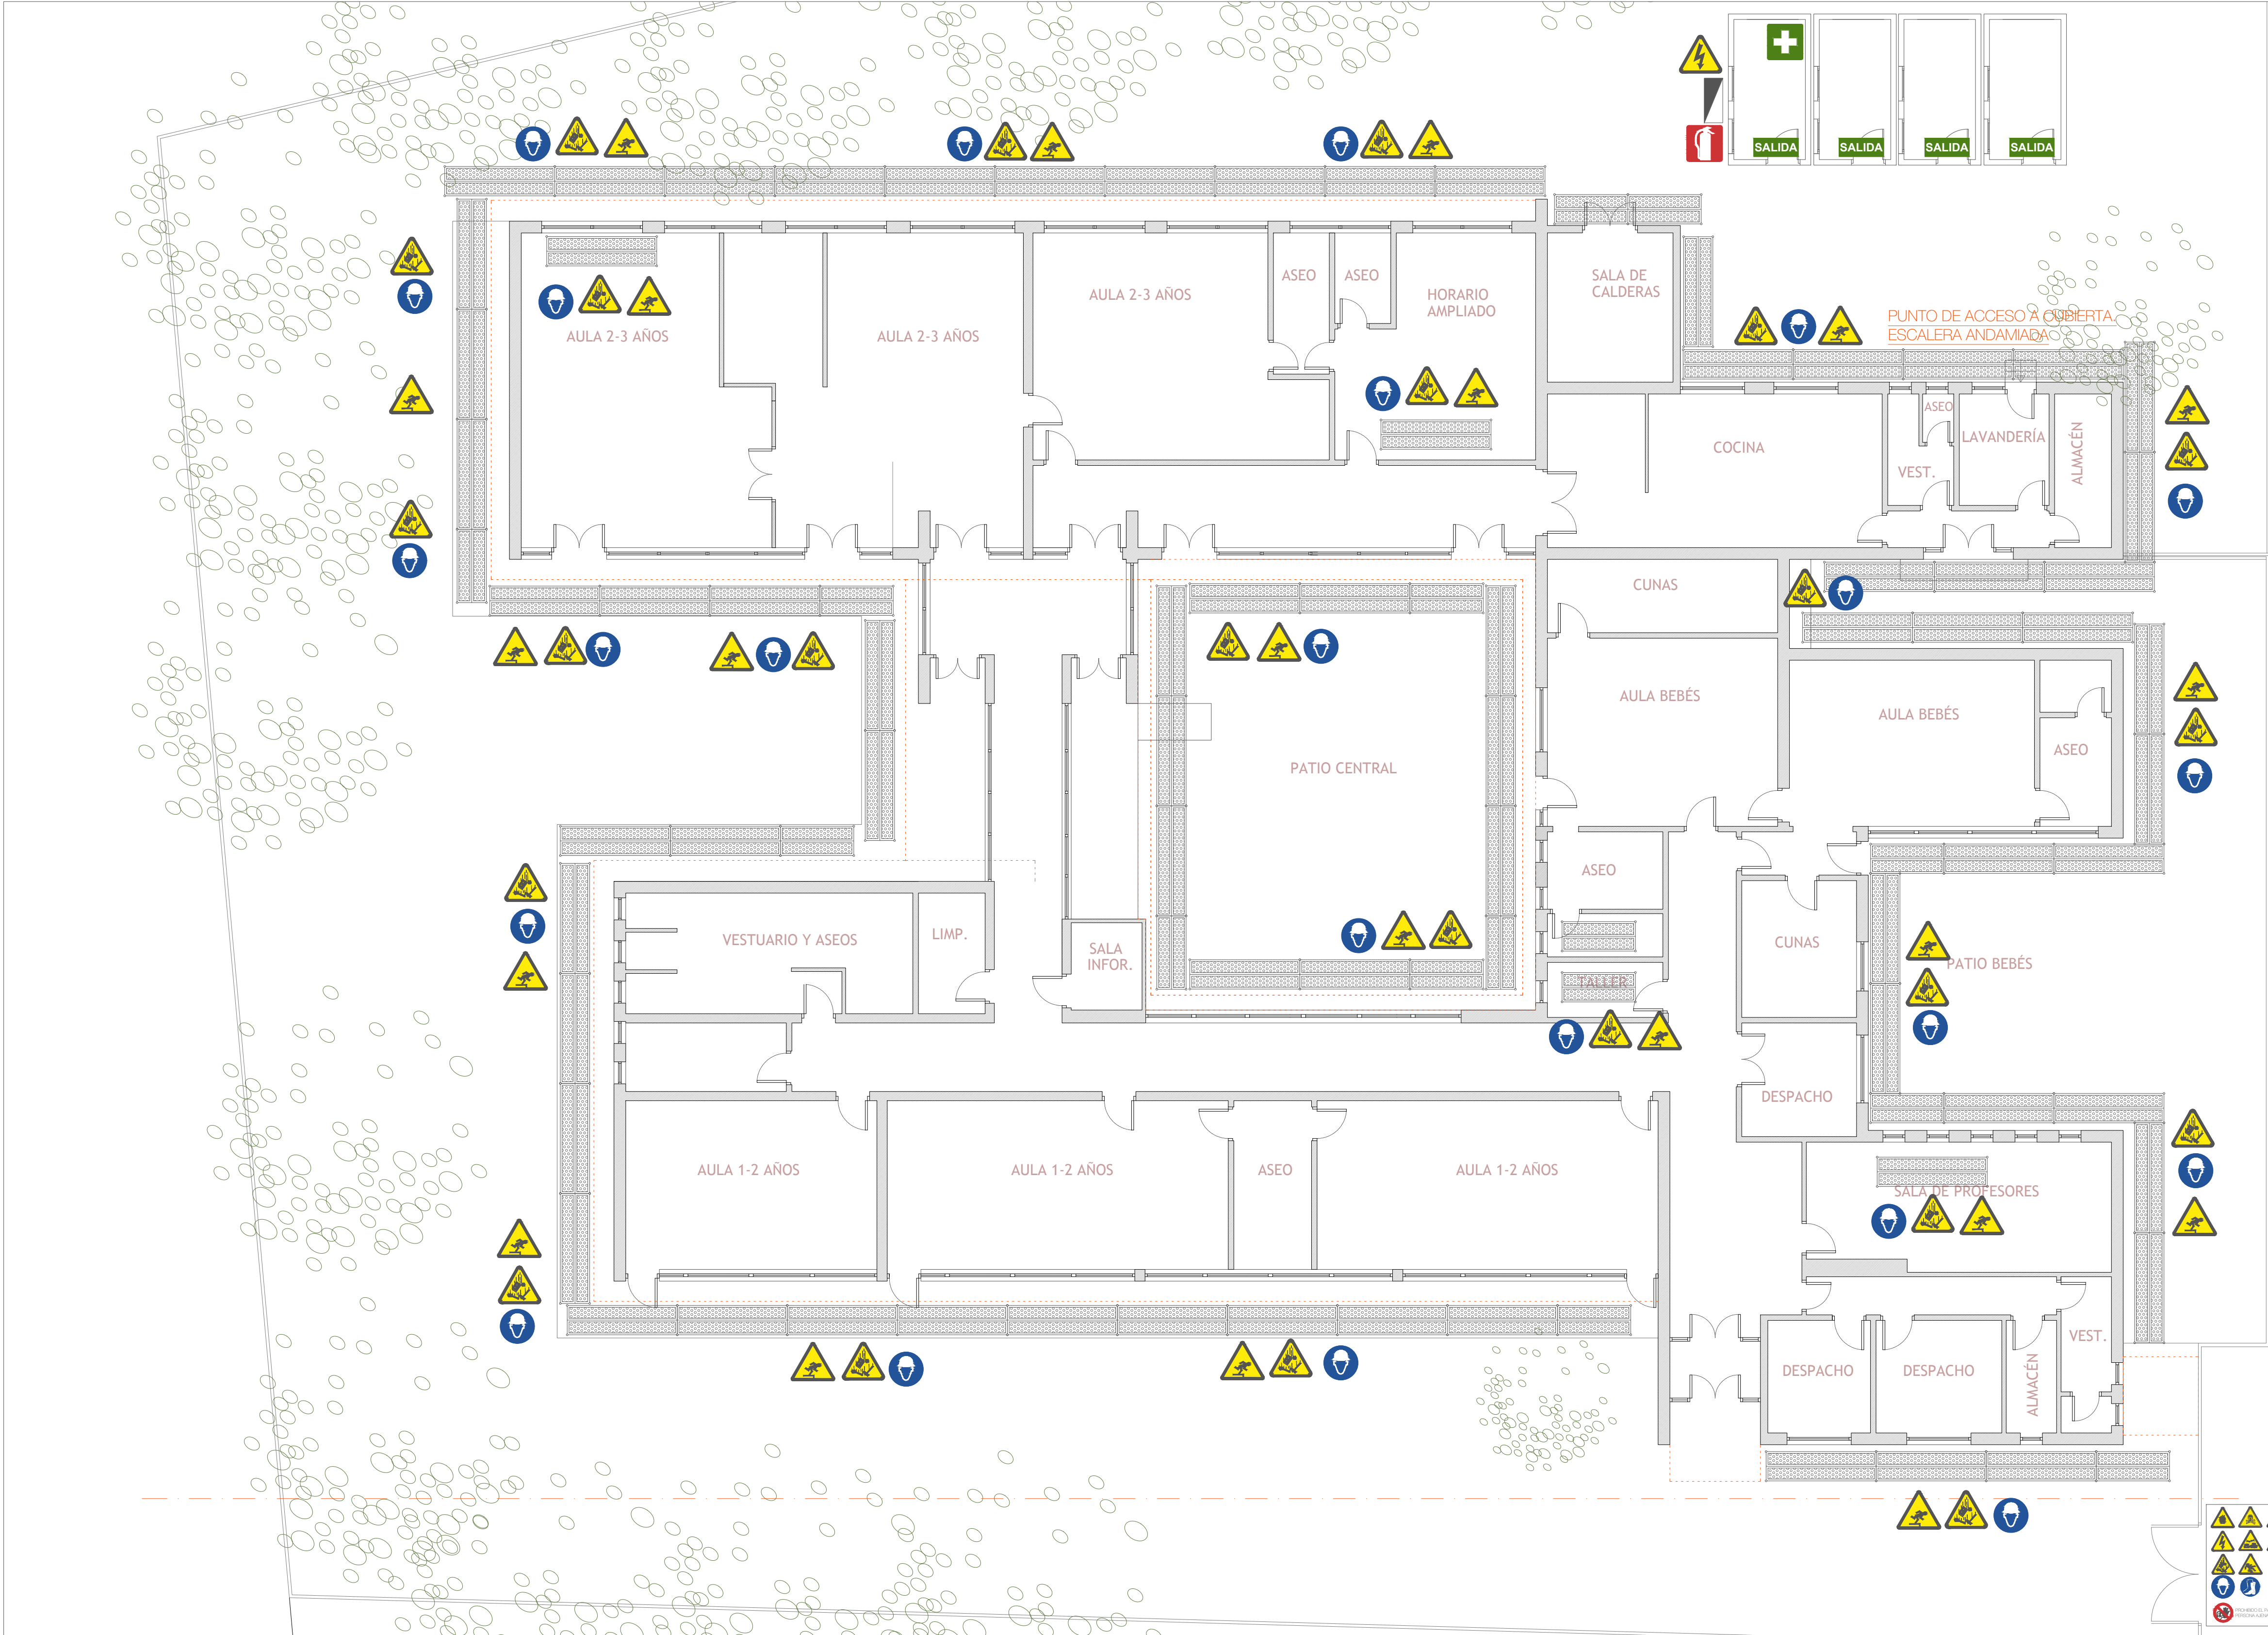 SALIDA
SALIDA
SALIDA
SALIDA
SALA DE
CALDERAS
ASEO
ASEO
AULA 2-3 AÑOS
HORARIO
AMPLIADO
PUNTO DE ACCESO A CUBIERTA.
ESCALERA ANDAMIADA
AULA 2-3 AÑOS
AULA 2-3 AÑOS
ASEO
COCINA
LAVANDERÍA
ALMACÉN
VEST.
CUNAS
AULA BEBÉS
AULA BEBÉS
ASEO
PATIO CENTRAL
ASEO
VESTUARIO Y ASEOS
LIMP.
SALA
INFOR.
CUNAS
PATIO BEBÉS
TALLER
DESPACHO
AULA 1-2 AÑOS
AULA 1-2 AÑOS
ASEO
AULA 1-2 AÑOS
SALA DE PROFESORES
VEST.
DESPACHO
DESPACHO
ALMACÉN
PROHIBIDO EL
PERSONA